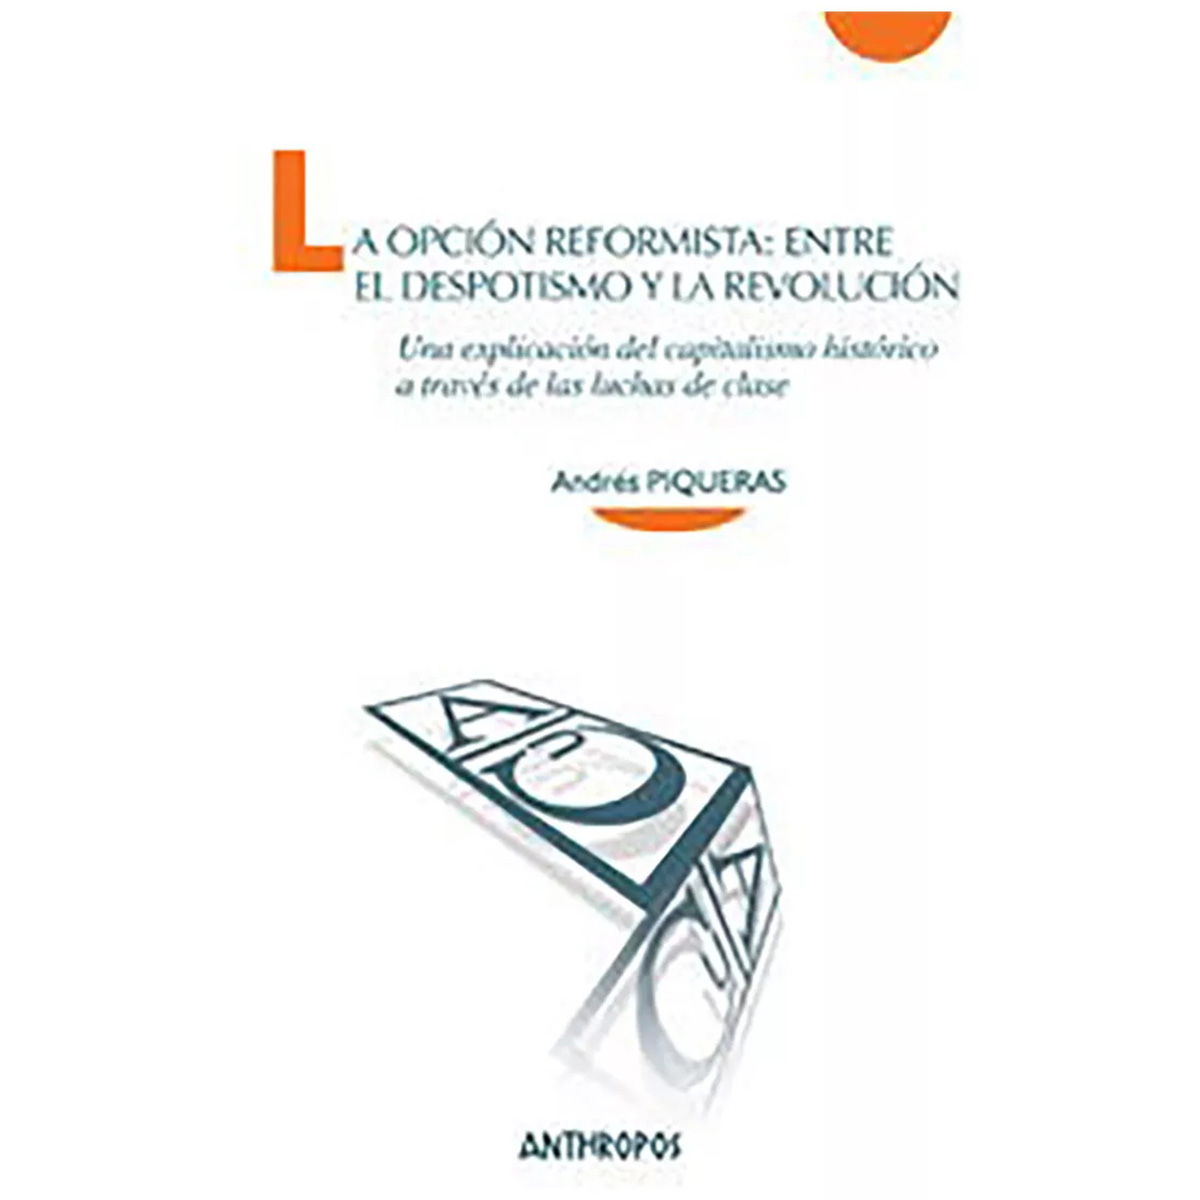 LA OPCIÓN REFORMISTA: ENTRE
EL DESPOTISMO Y LA REVOLUCIÓN
Una explicación del capitalismo histórico
a través de las luchas de clase
Andrés PIQUERAS
ANTHROPOS